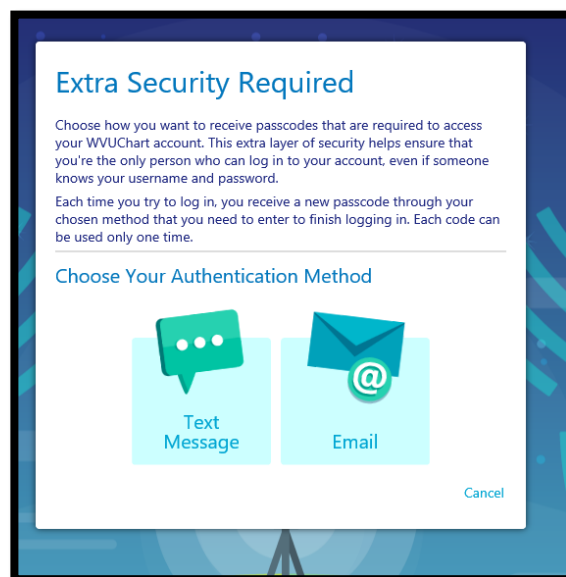 Extra Security Required
Choose how you want to receive passcodes that are required to access
your WVUChart account. This extra layer of security helps ensure that
you're the only person who can log in to your account, even if someone
knows your username and password.
Each time you try to log in, you receive a new passcode through your
chosen method that you need to enter to finish logging in. Each code can
be used only one time.
Choose Your Authentication Method
@
Text
Message
Email
Cancel